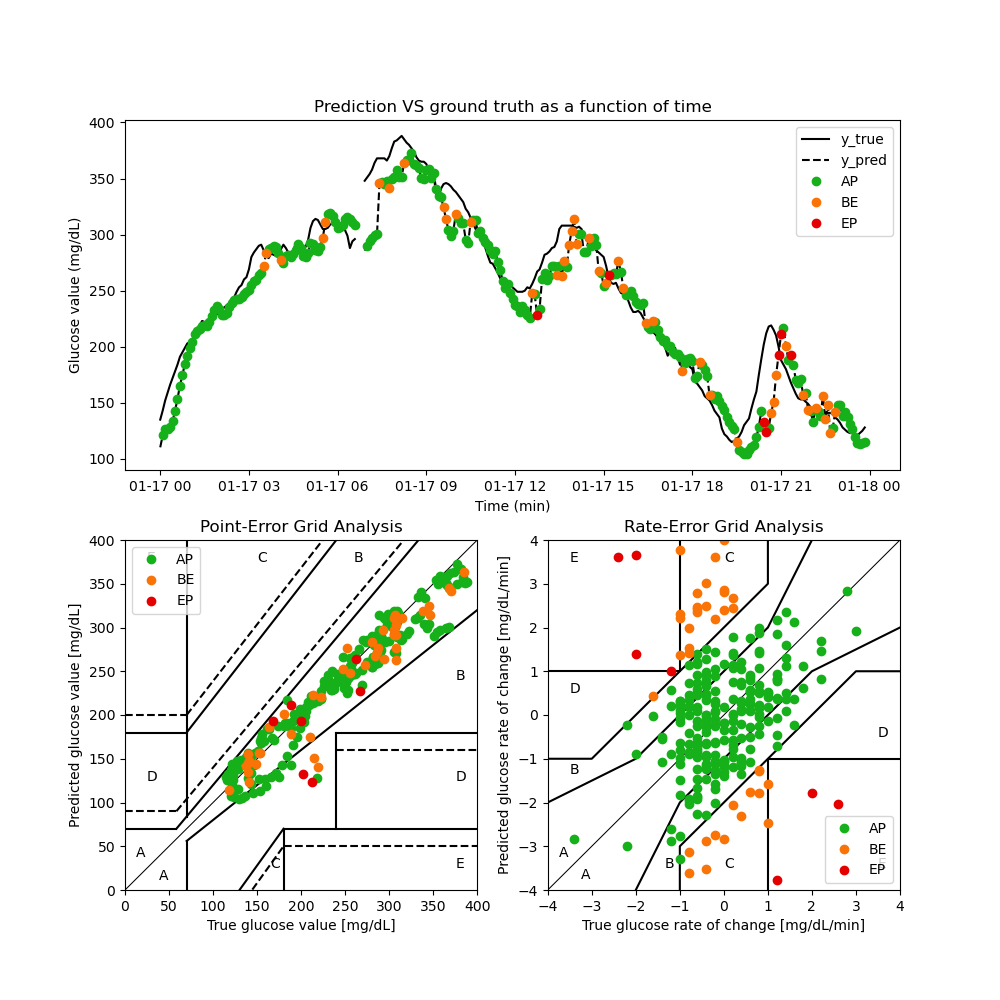 Prediction VS ground truth as a function of time
Glucose value (mg/dL)
400
350
300
250
200
150
100
y_true
y_pred
AP
BE
EP
01-17 00 01-17 03 01-17 06 01-17 09 01-17 12 01-17 15 01-17 18 01-17 21 01-18 00
Time (min)
Point-Error Grid Analysis
Predicted glucose value [mg/dL]
400
350
300
250
200
150
100
50
0
AP
BE
EP
C
B
B
D
D
A
A
C
E
0 50 100 150 200 250 300 350 400
True glucose value [mg/dL]
Rate-Error Grid Analysis
Predicted glucose rate of change [mg/dL/min]
4
3
2
1
0
−1
−2
−3
−4
E
C
D
D
B
A
A
B
C
AP
BE
EP
−4 −3 −2 −1 0 1 2 3 4
True glucose rate of change [mg/dL/min]